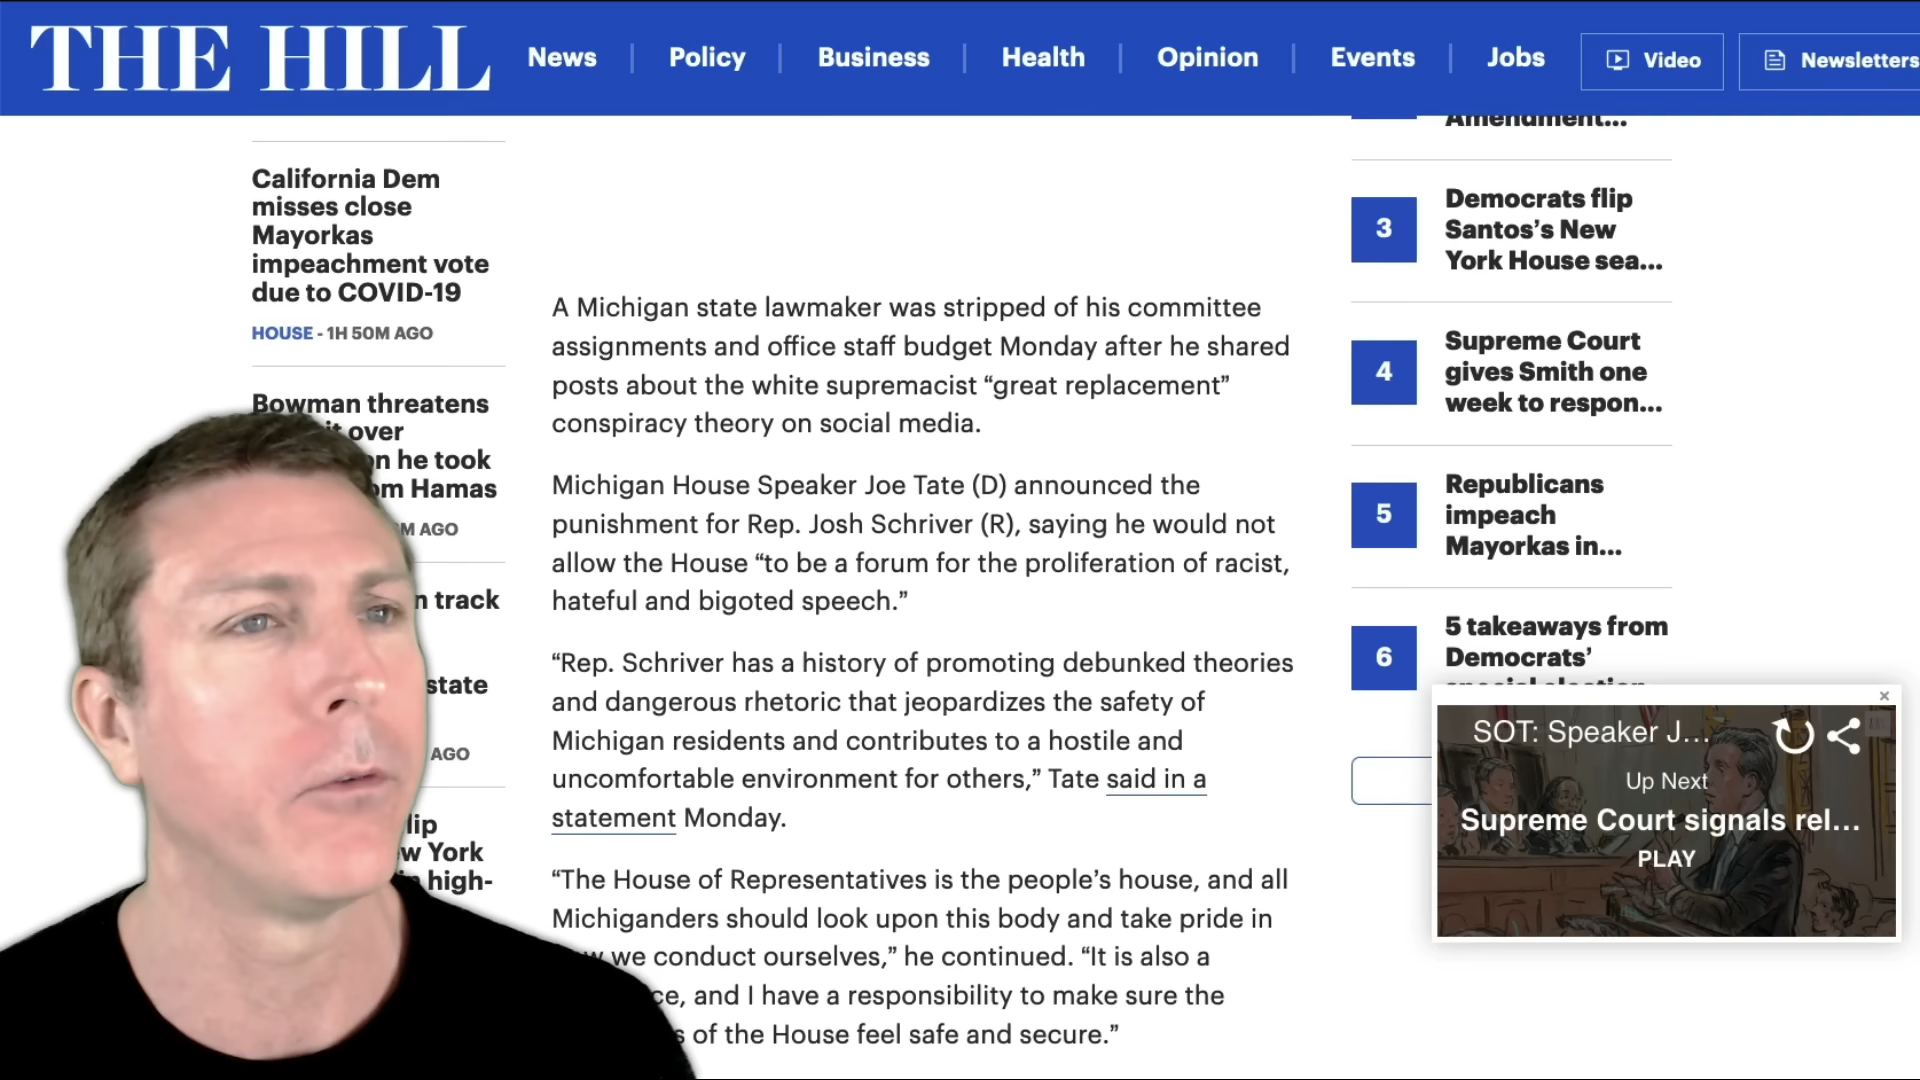 THE HILL
News
Policy
Business
Health
Opinion
Events
Jobs
Video
Newsletters
California Dem
misses close
Mayorkas
impeachment vote
due to COVID-19
HOUSE - 1H 50M AGO
Bowman threatens
it over
on he took
om Hamas
M AGO
n track
state
AGO
lip
w York
in high-
A Michigan state lawmaker was stripped of his committee
assignments and office staff budget Monday after he shared
posts about the white supremacist “great replacement”
conspiracy theory on social media.
Michigan House Speaker Joe Tate (D) announced the
punishment for Rep. Josh Schriver (R), saying he would not
allow the House “to be a forum for the proliferation of racist,
hateful and bigoted speech.”
“Rep. Schriver has a history of promoting debunked theories
and dangerous rhetoric that jeopardizes the safety of
Michigan residents and contributes to a hostile and
uncomfortable environment for others,” Tate said in a
statement Monday.
“The House of Representatives is the people’s house, and all
Michiganders should look upon this body and take pride in
we conduct ourselves,” he continued. “It is also a
ce, and I have a responsibility to make sure the
s of the House feel safe and secure.”
Amendment...
3
Democrats flip
Santos’s New
York House sea...
4
Supreme Court
gives Smith one
week to respon...
5
Republicans
impeach
Mayorkas in...
6
5 takeaways from
Democrats’
special election
SOT: Speaker J...
Up Next
Supreme Court signals rel...
PLAY